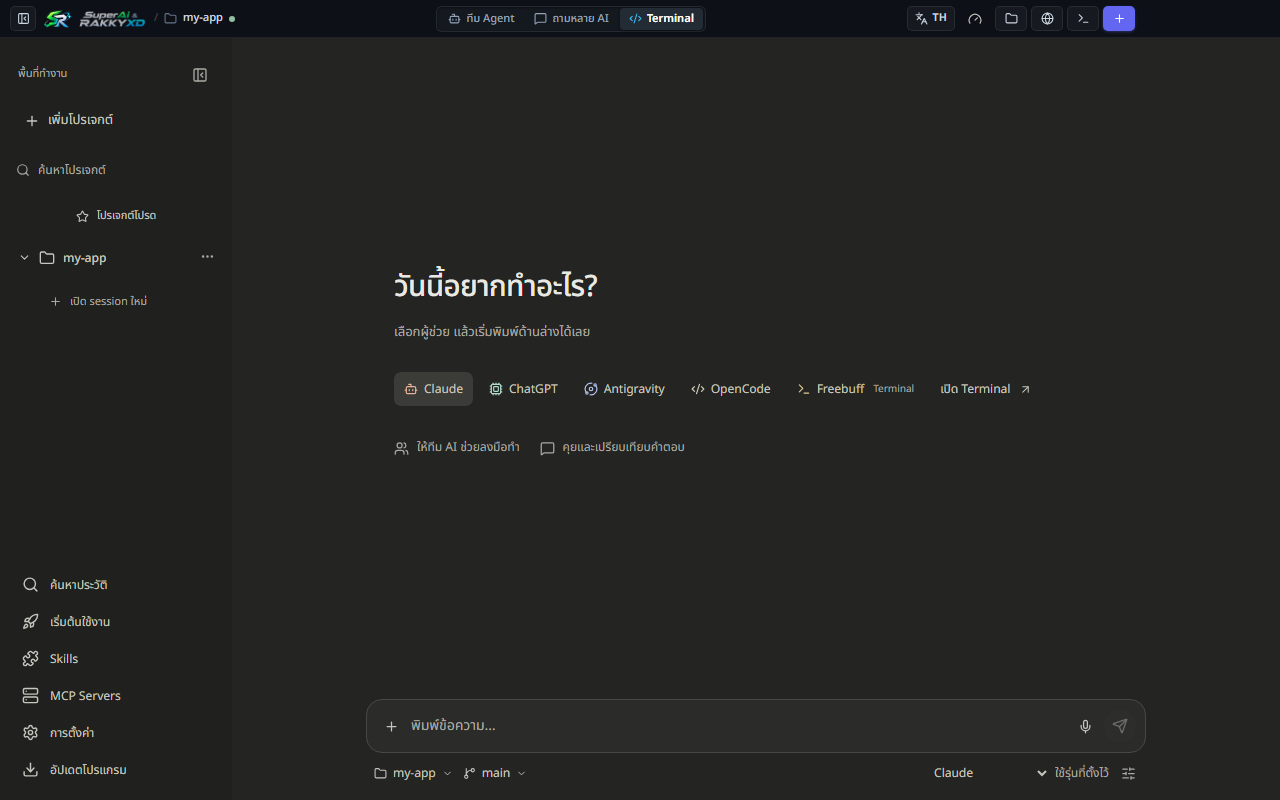 SR SuperAi & RAKKYXD / my-app
ทีม Agent
ถามหลาย AI
Terminal
TH
พื้นที่ทำงาน
เพิ่มโปรเจกต์
ค้นหาโปรเจกต์
โปรเจกต์โปรด
my-app
เปิด session ใหม่
วันนี้อยากทำอะไร?
เลือกผู้ช่วย แล้วเริ่มพิมพ์ด้านล่างได้เลย
Claude
ChatGPT
Antigravity
OpenCode
Freebuff Terminal
เปิด Terminal
ให้ทีม AI ช่วยลงมือทำ
คุยและเปรียบเทียบคำตอบ
ค้นหาประวัติ
เริ่มต้นใช้งาน
Skills
MCP Servers
การตั้งค่า
อัปเดตโปรแกรม
พิมพ์ข้อความ...
my-app
main
Claude
ใช้รุ่นที่ตั้งไว้